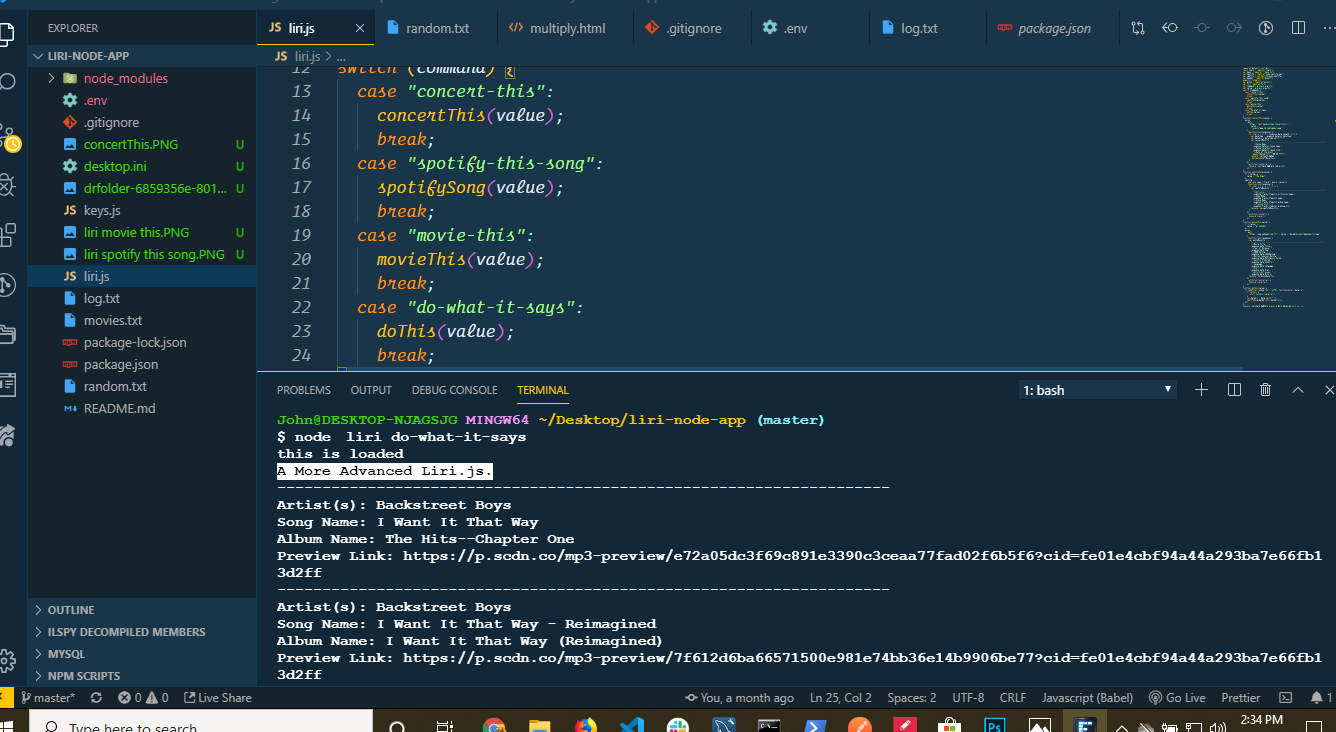 EXPLORER
LIRI-NODE-APP
node_modules
.env
.gitignore
concertThis.PNG U
desktop.ini U
drfolder-6859356e-801... U
keys.js
liri movie this.PNG U
liri spotify this song.PNG U
JS liri.js
log.txt
movies.txt
package-lock.json
package.json
random.txt
README.md
OUTLINE
ILSPY DECOMPILED MEMBERS
MYSQL
NPM SCRIPTS
JS liri.js random.txt multiply.html .gitignore .env log.txt package.json
JS liri.js > ...
12 switch (command) {
13 case "concert-this":
14 concertThis(value);
15 break;
16 case "spotify-this-song":
17 spotifySong(value);
18 break;
19 case "movie-this":
20 movieThis(value);
21 break;
22 case "do-what-it-says":
23 doThis(value);
24 break;
PROBLEMS OUTPUT DEBUG CONSOLE TERMINAL 1: bash
John@DESKTOP-NJAGSJG MINGW64 ~/Desktop/liri-node-app (master)
$ node  liri do-what-it-says
this is loaded
A More Advanced Liri.js.
--------------------------------------------------------------------
Artist(s): Backstreet Boys
Song Name: I Want It That Way
Album Name: The Hits--Chapter One
Preview Link: https://p.scdn.co/mp3-preview/e72a05dc3f69c891e3390c3ceaa77fad02f6b5f6?cid=fe01e4cbf94a44a293ba7e66fb1
3d2ff
--------------------------------------------------------------------
Artist(s): Backstreet Boys
Song Name: I Want It That Way - Reimagined
Album Name: I Want It That Way (Reimagined)
Preview Link: https://p.scdn.co/mp3-preview/7f612d6ba66571500e981e74bb36e14b9906be77?cid=fe01e4cbf94a44a293ba7e66fb1
3d2ff
master* 0 0 Live Share You, a month ago Ln 25, Col 2 Spaces: 2 UTF-8 CRLF Javascript (Babel) Go Live Prettier 1
Type here to search
2:34 PM